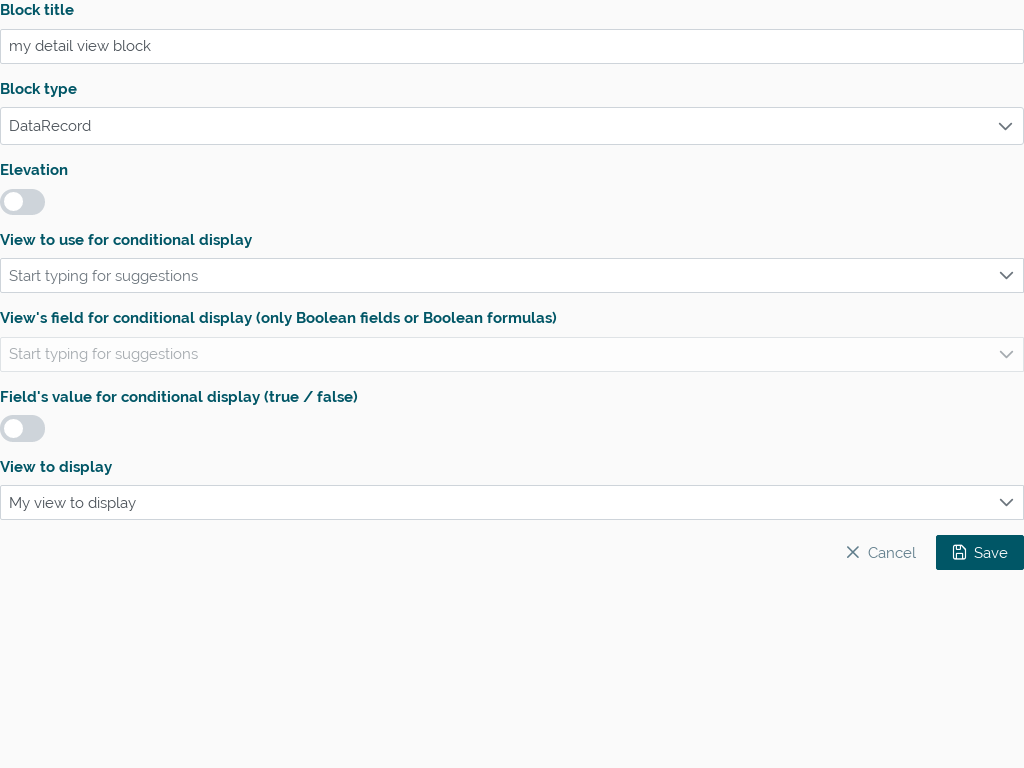 Block title
my detail view block
Block type
DataRecord
Elevation
View to use for conditional display
Start typing for suggestions
View's field for conditional display (only Boolean fields or Boolean formulas)
Start typing for suggestions
Field's value for conditional display (true / false)
View to display
My view to display
Cancel Save